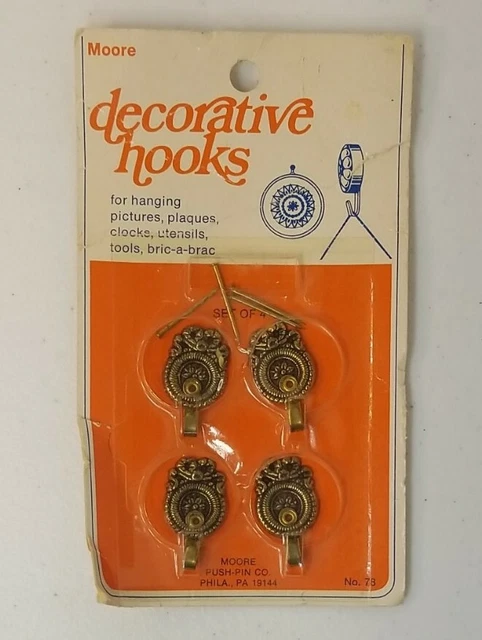 Moore
decorative
hooks
for hanging
pictures, plaques,
clocks, utensils,
tools, bric-a-brac
SET OF 4
MOORE
PUSH-PIN CO.
PHILA., PA 19144
No. 78